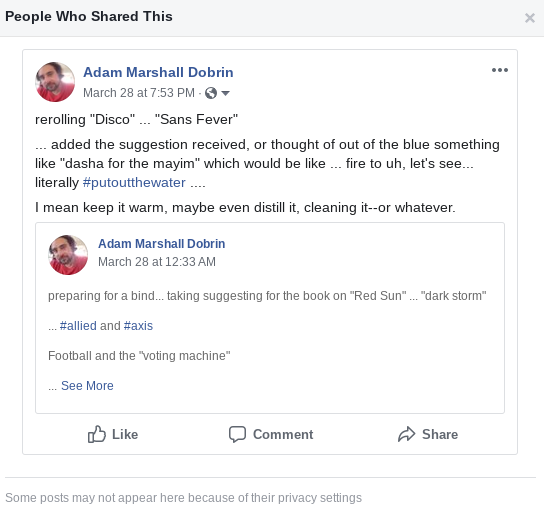 People Who Shared This
×
Adam Marshall Dobrin
March 28 at 7:53 PM ·
rerolling "Disco" ... "Sans Fever"
... added the suggestion received, or thought of out of the blue something
like "dasha for the mayim" which would be like ... fire to uh, let's see...
literally #putoutthewater ....
I mean keep it warm, maybe even distill it, cleaning it--or whatever.
Adam Marshall Dobrin
March 28 at 12:33 AM
preparing for a bind... taking suggesting for the book on "Red Sun" ... "dark storm"
... #allied and #axis
Football and the "voting machine"
... See More
Like Comment Share
Some posts may not appear here because of their privacy settings